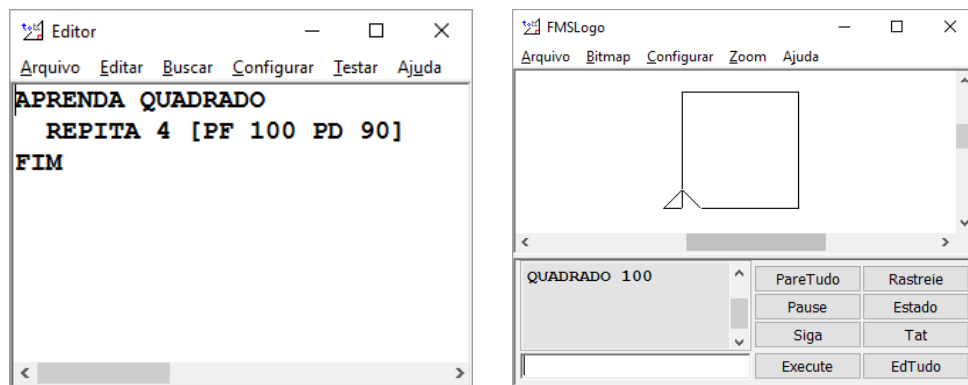 Editor
Arquivo Editar Buscar Configurar Testar Ajuda
APRENDA QUADRADO
REPITA 4 [PF 100 PD 90]
FIM
FMSLogo
Arquivo Bitmap Configurar Zoom Ajuda
QUADRADO 100
PareTudo Rastreie
Pause Estado
Siga Tat
Execute EdTudo